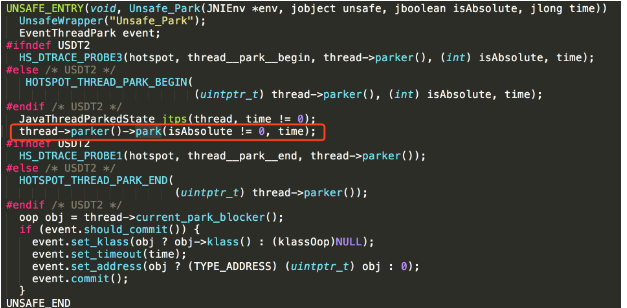 UNSAFE_ENTRY(void, Unsafe_Park(JNIEnv *env, jobject unsafe, jboolean isAbsolute, jlong time))
UnsafeWrapper("Unsafe_Park");
EventThreadPark event;
#ifndef USDT2
HS_DTRACE_PROBE3(hotspot, thread__park__begin, thread->parker(), (int) isAbsolute, time);
#else /* USDT2 */
HOTSPOT_THREAD_PARK_BEGIN(
(uintptr_t) thread->parker(), (int) isAbsolute, time);
#endif /* USDT2 */
JavaThreadParkedState jtps(thread, time != 0);
thread->parker()->park(isAbsolute != 0, time);
#ifndef USDT2
HS_DTRACE_PROBE1(hotspot, thread__park__end, thread->parker());
#else /* USDT2 */
HOTSPOT_THREAD_PARK_END(
(uintptr_t) thread->parker());
#endif /* USDT2 */
oop obj = thread->current_park_blocker();
if (event.should_commit()) {
event.set_klass(obj ? obj->klass() : (klassOop)NULL);
event.set_timeout(time);
event.set_address(obj ? (TYPE_ADDRESS) (uintptr_t) obj : 0);
event.commit();
}
UNSAFE_END